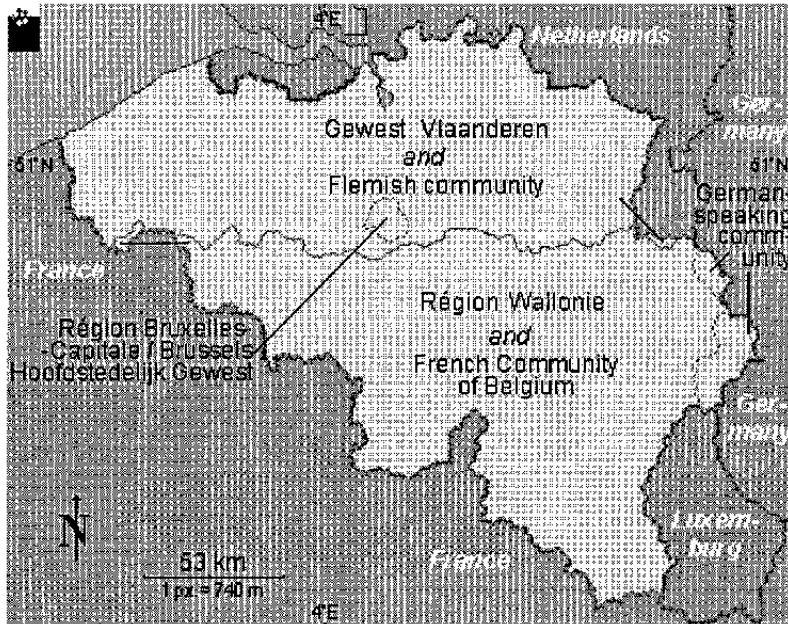 4°E
Netherlands
Ger-
many
Gewest Vlaanderen
and
Flemish community
51°N
51°N
German-
speaking
comm-
unity
France
Région Wallonie
and
French Community
of Belgium
Région Bruxelles-
-Capitale / Brussels
Hoofdstedelijk Gewest
Ger-
many
Luxem-
burg
N
53 km
1 px = 740 m
France
4°E